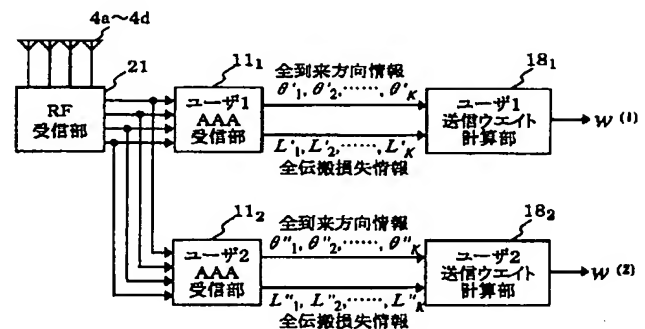 4a～4d
21
RF
受信部
11₁
ユーザ1
AAA
受信部
全到来方向情報
θ'₁, θ'₂,……, θ'K
L'₁, L'₂,……, L'K
全伝搬損失情報
18₁
ユーザ1
送信ウエイト
計算部
W⁽¹⁾
11₂
ユーザ2
AAA
受信部
全到来方向情報
θ"₁, θ"₂,……, θ"K
L"₁, L"₂,……, L"K
全伝搬損失情報
18₂
ユーザ2
送信ウエイト
計算部
W⁽²⁾